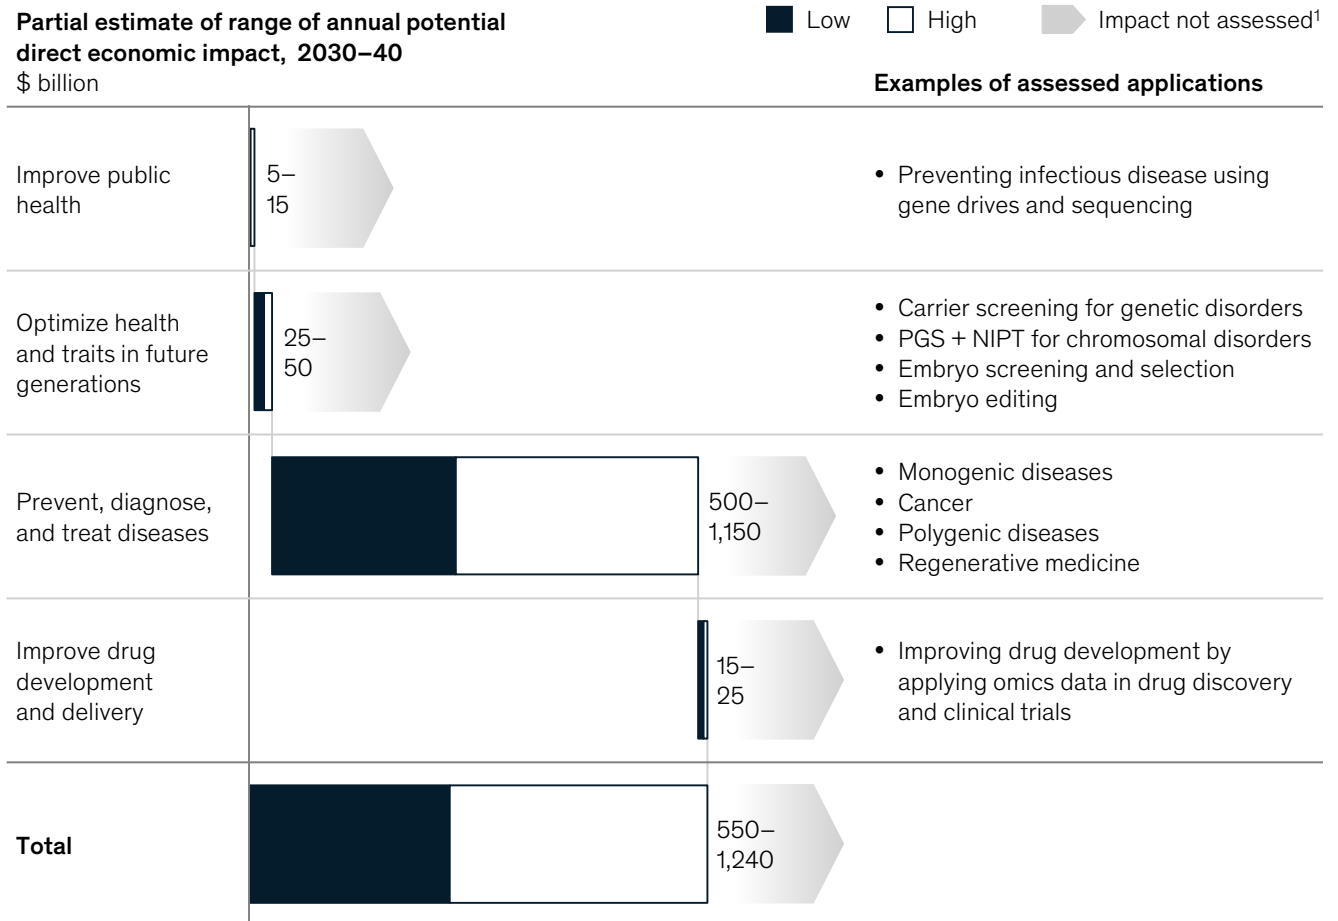 Partial estimate of range of annual potential
direct economic impact, 2030–40
$ billion
Low
High
Impact not assessed¹
Examples of assessed applications
Improve public
health
5–
15
• Preventing infectious disease using
gene drives and sequencing
Optimize health
and traits in future
generations
25–
50
• Carrier screening for genetic disorders
• PGS + NIPT for chromosomal disorders
• Embryo screening and selection
• Embryo editing
Prevent, diagnose,
and treat diseases
500–
1,150
• Monogenic diseases
• Cancer
• Polygenic diseases
• Regenerative medicine
Improve drug
development
and delivery
15–
25
• Improving drug development by
applying omics data in drug discovery
and clinical trials
Total
550–
1,240